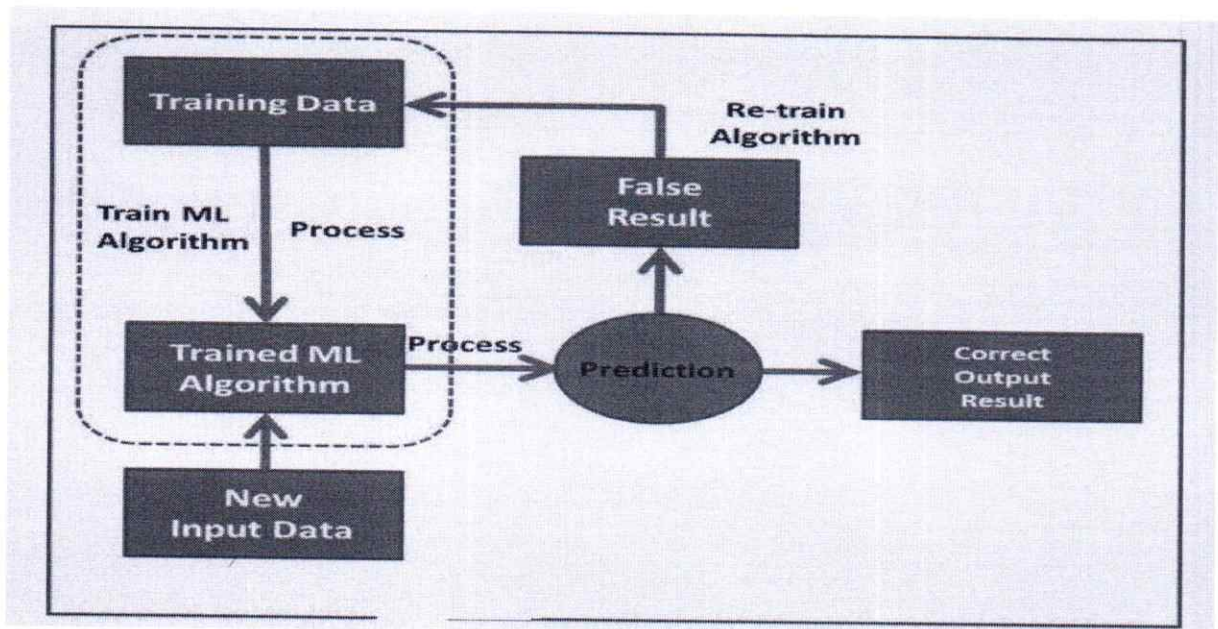 Training Data
Re-train
Algorithm
False
Result
Train ML
Algorithm
Process
Trained ML
Algorithm
Process
Prediction
Correct
Output
Result
New
Input Data